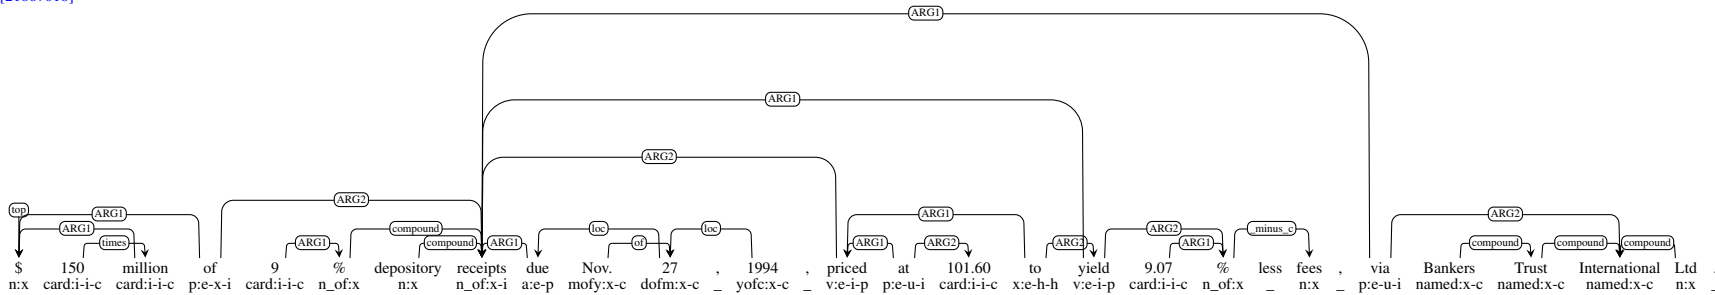 ARG1
ARG1
ARG2
ARG2
top ARG1 ARG1 ARG2
ARG1 compound loc loc ARG2 _minus_c
times ARG1 compound ARG1 of ARG1 ARG2 ARG2 ARG1 compound compound compound
$ 150 million of 9 % depository receipts due Nov. 27 , 1994 , priced at 101.60 to yield 9.07 % less fees , via Bankers Trust International Ltd .
n:x card:i-i-c card:i-i-c p:e-x-i card:i-i-c n_of:x n:x n_of:x-i a:e-p mofy:x-c dofm:x-c _ yofc:x-c _ v:e-i-p p:e-u-i card:i-i-c x:e-h-h v:e-i-p card:i-i-c n_of:x _ n:x _ p:e-u-i named:x-c named:x-c named:x-c n:x _